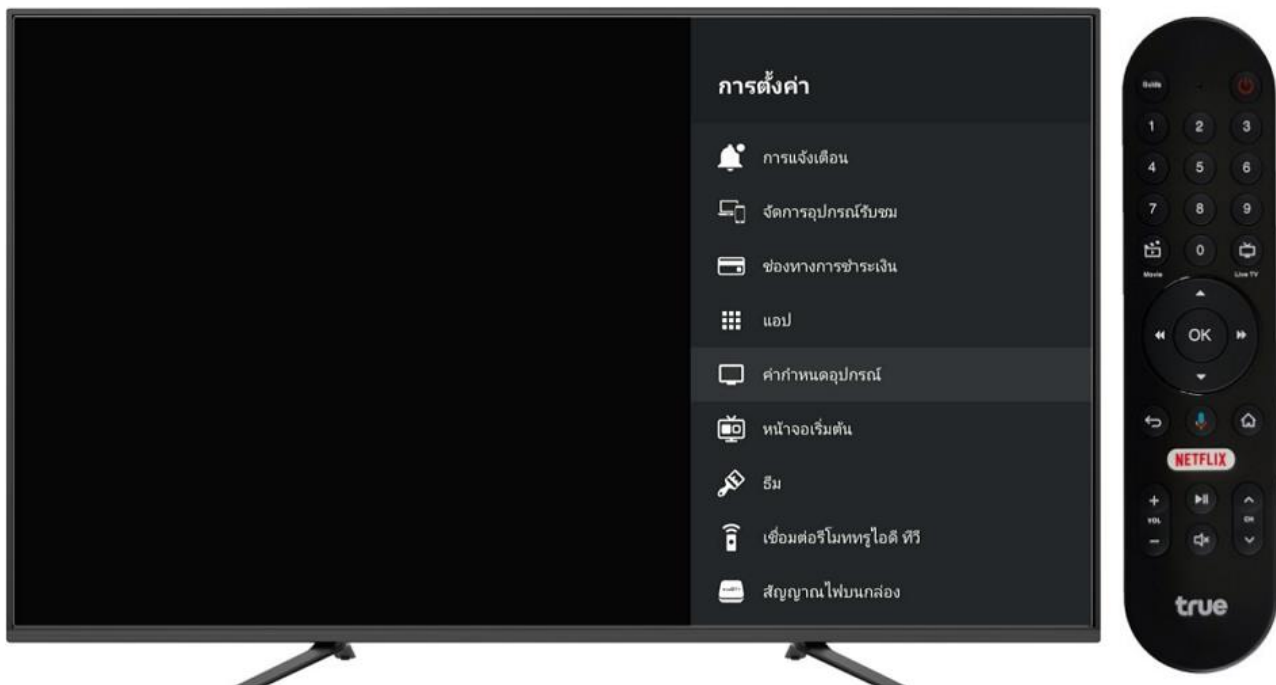 การตั้งค่า
การแจ้งเตือน
จัดการอุปกรณ์รับชม
ช่องทางการชำระเงิน
แอป
ค่ากำหนดอุปกรณ์
หน้าจอเริ่มต้น
ธีม
เชื่อมต่อรีโมททรูไอดี ทีวี
สัญญาณไฟบนกล่อง
Guide
1 2 3
4 5 6
7 8 9
0
Movie Live TV
OK
NETFLIX
+
VOL CH
-
true